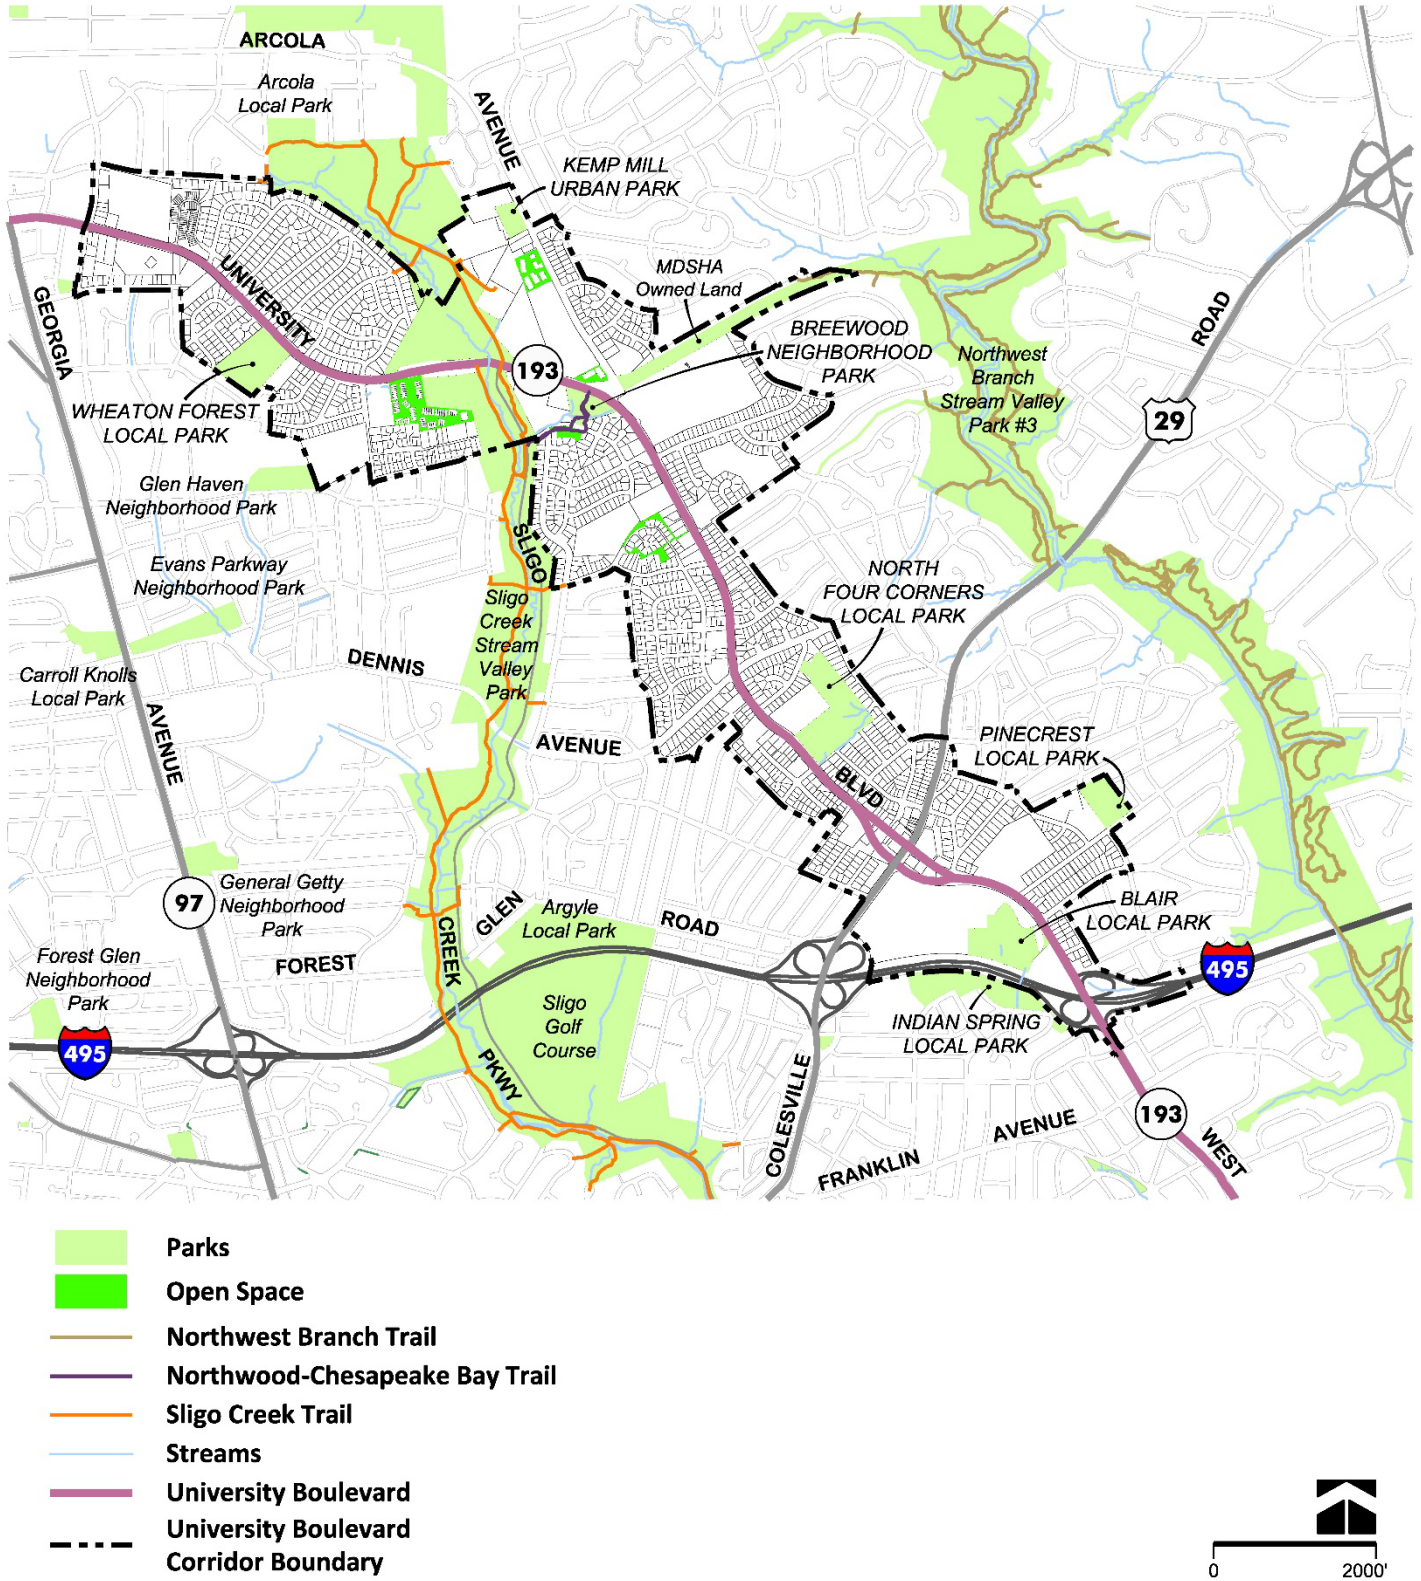 ARCOLA
Arcola
Local Park
AVENUE
KEMP MILL
URBAN PARK
MDSHA
Owned Land
UNIVERSITY
GEORGIA
BREEWOOD
NEIGHBORHOOD
PARK
193
Northwest
Branch
Stream Valley
Park #3
ROAD
29
WHEATON FOREST
LOCAL PARK
Glen Haven
Neighborhood Park
SLIGO
Evans Parkway
Neighborhood Park
Sligo
Creek
Stream
Valley
Park
NORTH
FOUR CORNERS
LOCAL PARK
DENNIS
Carroll Knolls
Local Park
AVENUE
AVENUE
PINECREST
LOCAL PARK
BLVD
97
General Getty
Neighborhood
Park
GLEN
Argyle
Local Park
ROAD
BLAIR
LOCAL PARK
CREEK
FOREST
Forest Glen
Neighborhood
Park
495
495
Sligo
Golf
Course
INDIAN SPRING
LOCAL PARK
PKWY
COLESVILLE
193
AVENUE
FRANKLIN
WEST
Parks
Open Space
Northwest Branch Trail
Northwood-Chesapeake Bay Trail
Sligo Creek Trail
Streams
University Boulevard
University Boulevard
Corridor Boundary
0
2000'